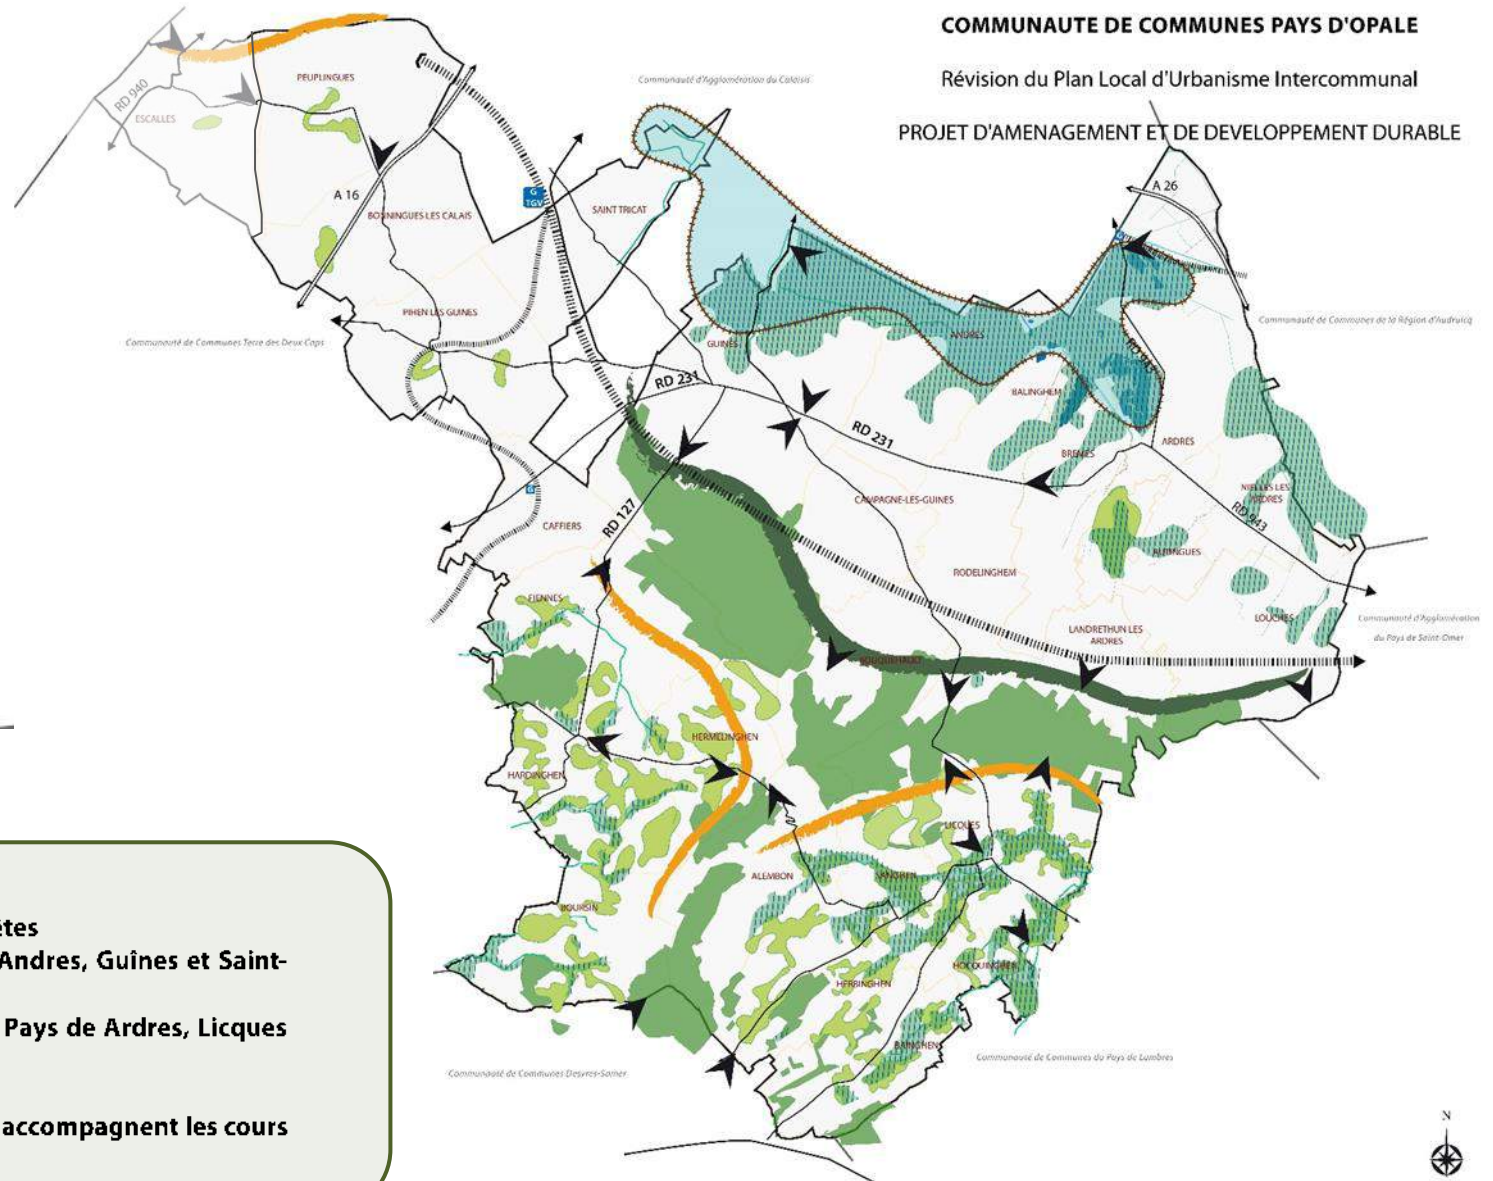 COMMUNAUTE DE COMMUNES PAYS D'OPALE
Révision du Plan Local d'Urbanisme Intercommunal
PROJET D'AMENAGEMENT ET DE DEVELOPPEMENT DURABLE
PEUPLINGUES
Communauté d'Agglomération du Calaisis
RD 940
ESCALLES
A 16
G
TGV
A 26
BONNINGUES LES CALAIS
SAINT TRICAT
PIHEN LES GUINES
Communauté de Communes Terre des Deux Caps
Communauté de Communes de la Région d'Audruicq
GUINES
ANDRES
RD 231
BALINGHEM
RD 231
ARDRES
BREMES
CAMPAGNE-LES-GUINES
NIELLES LES
ARDRES
G
RD 943
CAFFIERS
RD 127
AUTINGUES
RODELINGHEM
FIENNES
LOUCHES
LANDRETHUN LES
ARDRES
Communauté d'Agglomération
du Pays de Saint-Omer
BOUQUEHAULT
HERMELINGHEN
HARDINGHEN
LICQUES
ALEMBON
SANGHEN
BOURSIN
HOCQUINGHEN
HERBINGHEN
BAINGHEN
Communauté de Communes du Pays de Lumbres
Communauté de Communes Desvres-Samer
N
êtes
Andres, Guînes et Saint-
Pays de Ardres, Licques
accompagnent les cours